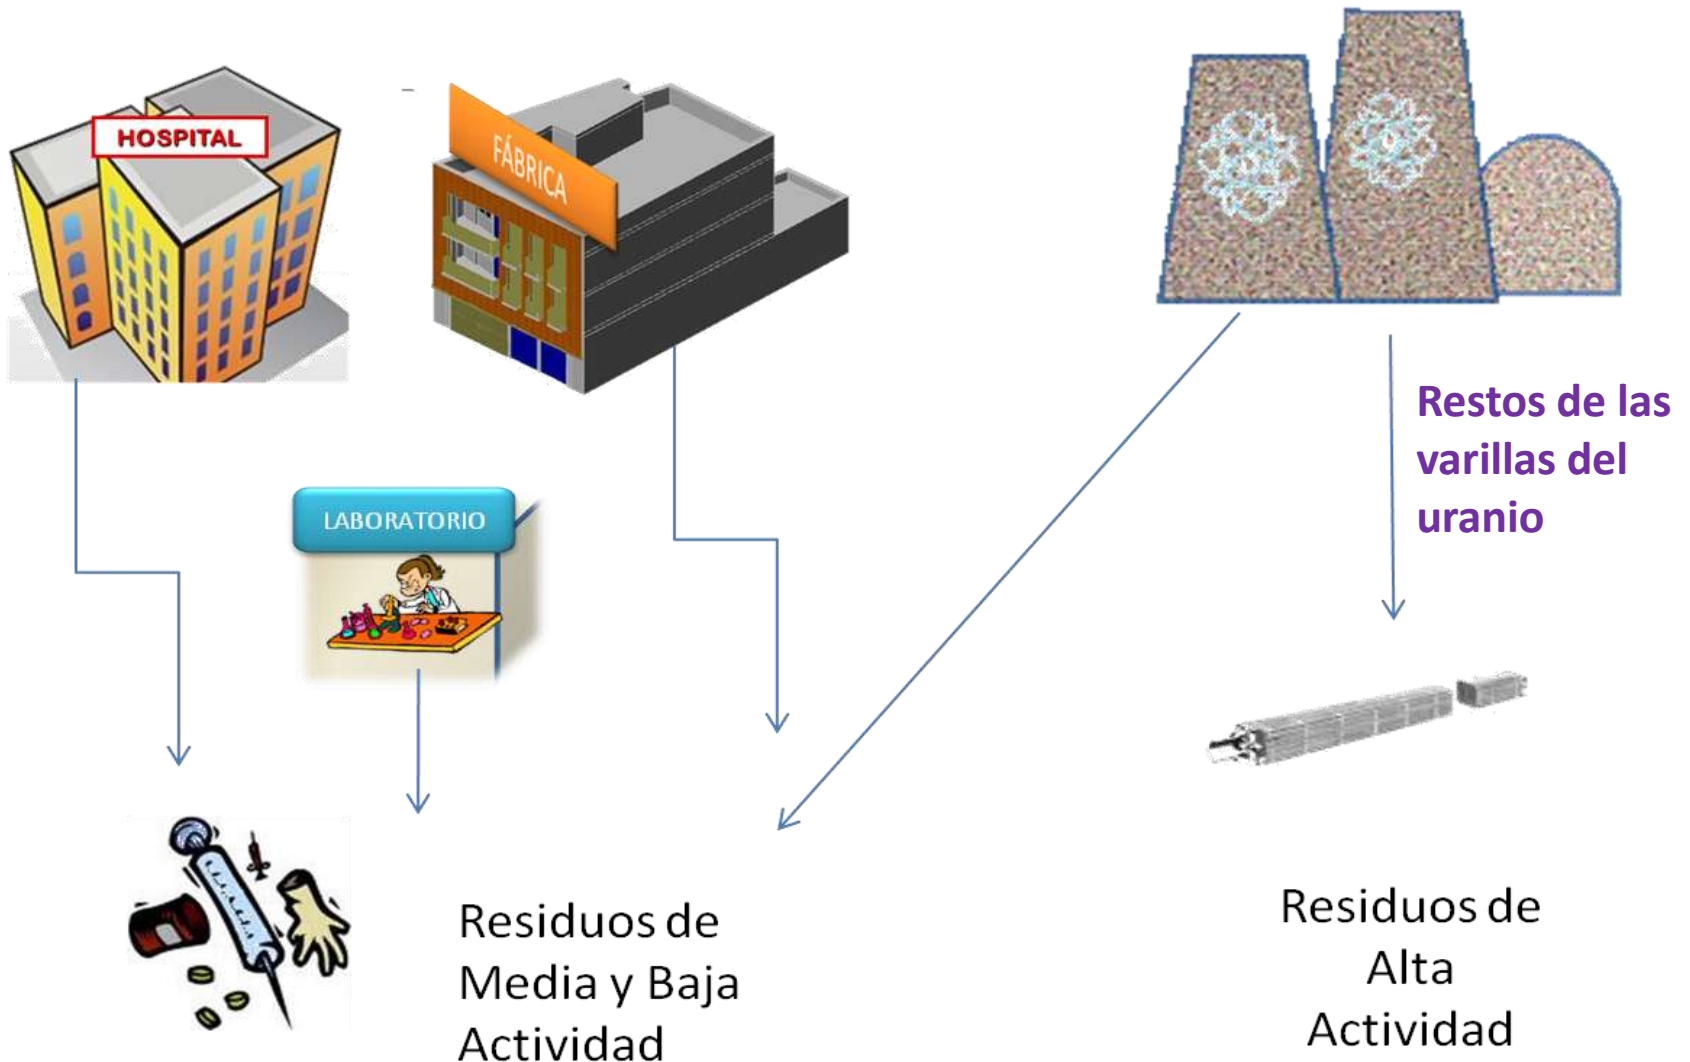 HOSPITAL
FÁBRICA
Restos de las
varillas del
uranio
LABORATORIO
Residuos de
Media y Baja
Actividad
Residuos de
Alta
Actividad